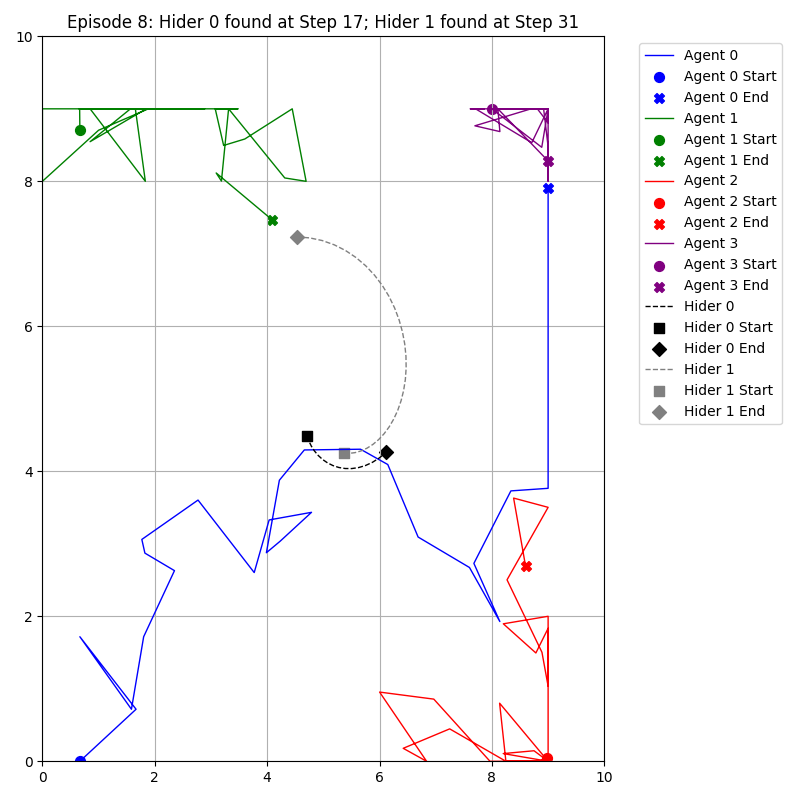 Episode 8: Hider 0 found at Step 17; Hider 1 found at Step 31
10
8
6
4
2
0
0 2 4 6 8 10
Agent 0
Agent 0 Start
Agent 0 End
Agent 1
Agent 1 Start
Agent 1 End
Agent 2
Agent 2 Start
Agent 2 End
Agent 3
Agent 3 Start
Agent 3 End
Hider 0
Hider 0 Start
Hider 0 End
Hider 1
Hider 1 Start
Hider 1 End